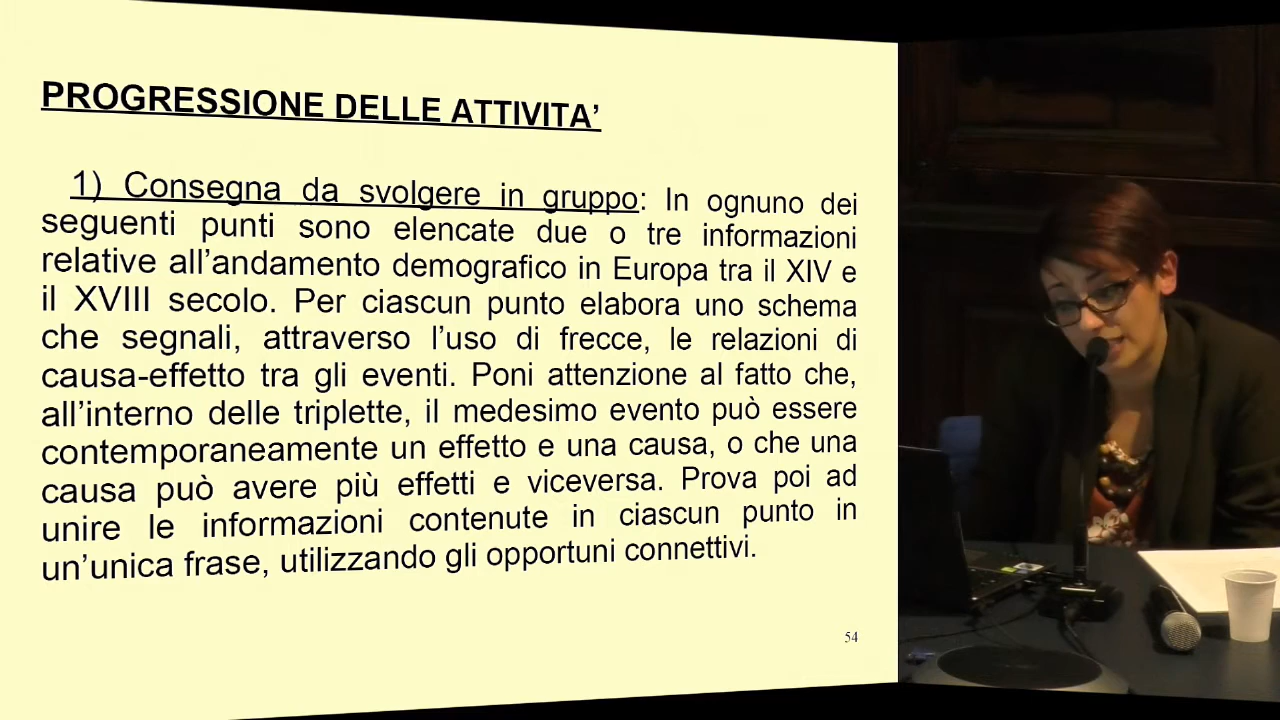 PROGRESSIONE DELLE ATTIVITA’
1) Consegna da svolgere in gruppo: In ognuno dei
seguenti punti sono elencate due o tre informazioni
relative all’andamento demografico in Europa tra il XIV e
il XVIII secolo. Per ciascun punto elabora uno schema
che segnali, attraverso l’uso di frecce, le relazioni di
causa-effetto tra gli eventi. Poni attenzione al fatto che,
all’interno delle triplette, il medesimo evento può essere
contemporaneamente un effetto e una causa, o che una
causa può avere più effetti e viceversa. Prova poi ad
unire le informazioni contenute in ciascun punto in
un’unica frase, utilizzando gli opportuni connettivi.
54